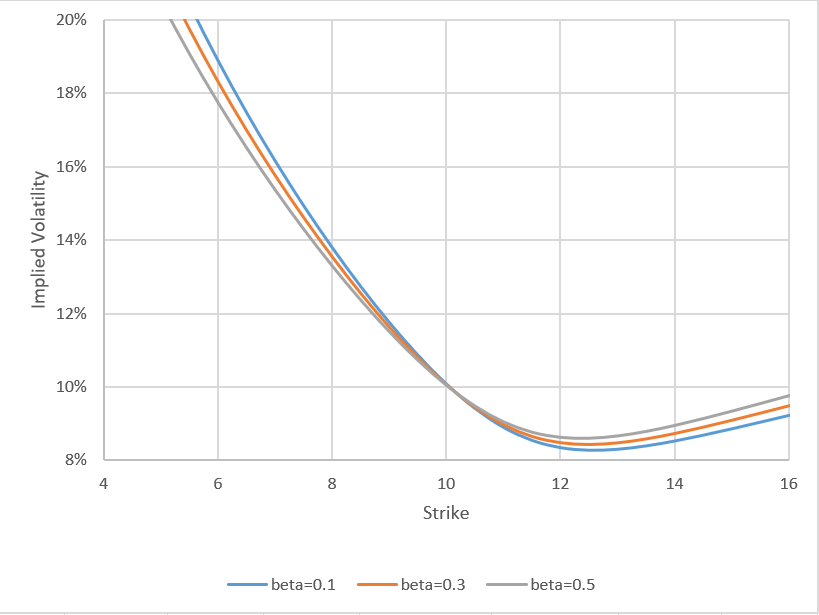 20%
18%
16%
14%
12%
10%
8%
Implied Volatility
4 6 8 10 12 14 16
Strike
beta=0.1 beta=0.3 beta=0.5